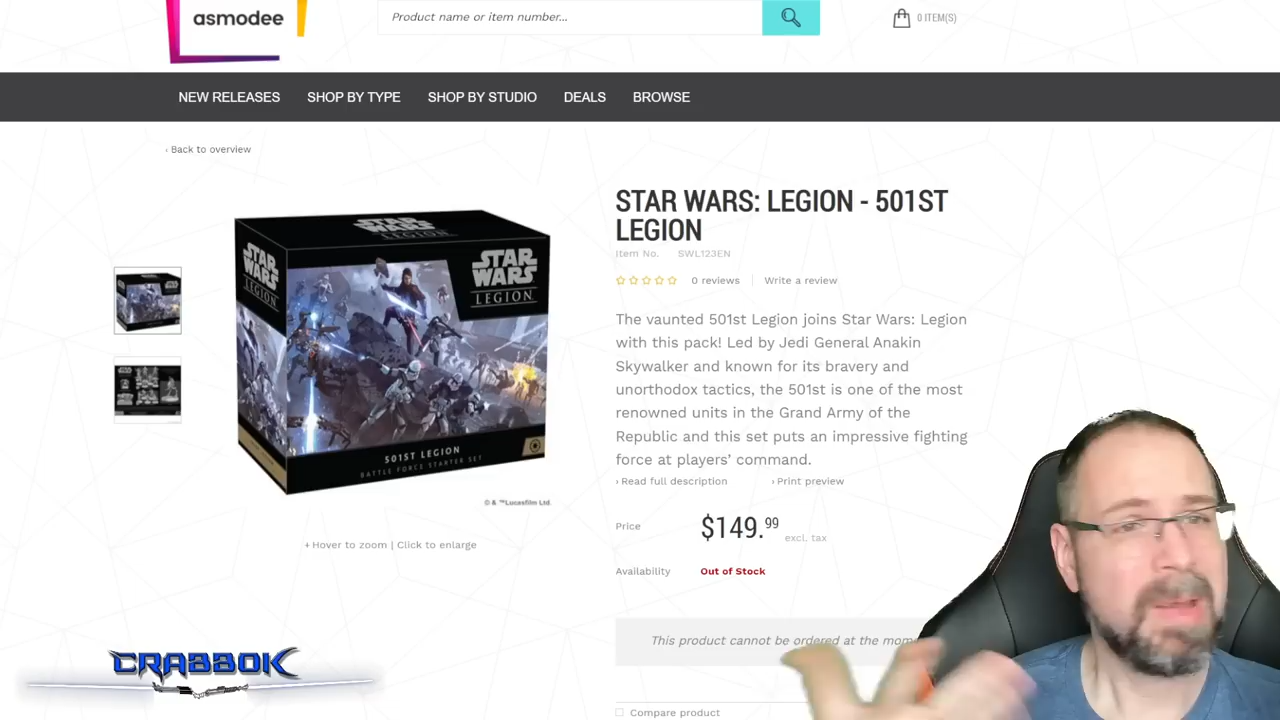 asmodee
Product name or item number...
0 ITEM(S)
NEW RELEASES SHOP BY TYPE SHOP BY STUDIO DEALS BROWSE
‹ Back to overview
STAR WARS: LEGION - 501ST
LEGION
Item No. SWL123EN
0 reviews Write a review
The vaunted 501st Legion joins Star Wars: Legion
with this pack! Led by Jedi General Anakin
Skywalker and known for its bravery and
unorthodox tactics, the 501st is one of the most
renowned units in the Grand Army of the
Republic and this set puts an impressive fighting
force at players’ command.
› Read full description › Print preview
Price $149.99 excl. tax
Availability Out of Stock
This product cannot be ordered at the mom
Compare product
STAR WARS
LEGION
STAR WARS
LEGION
STAR WARS
LEGION
501ST LEGION
BATTLE FORCE STARTER SET
© & ™Lucasfilm Ltd.
+ Hover to zoom | Click to enlarge
CRABBOK